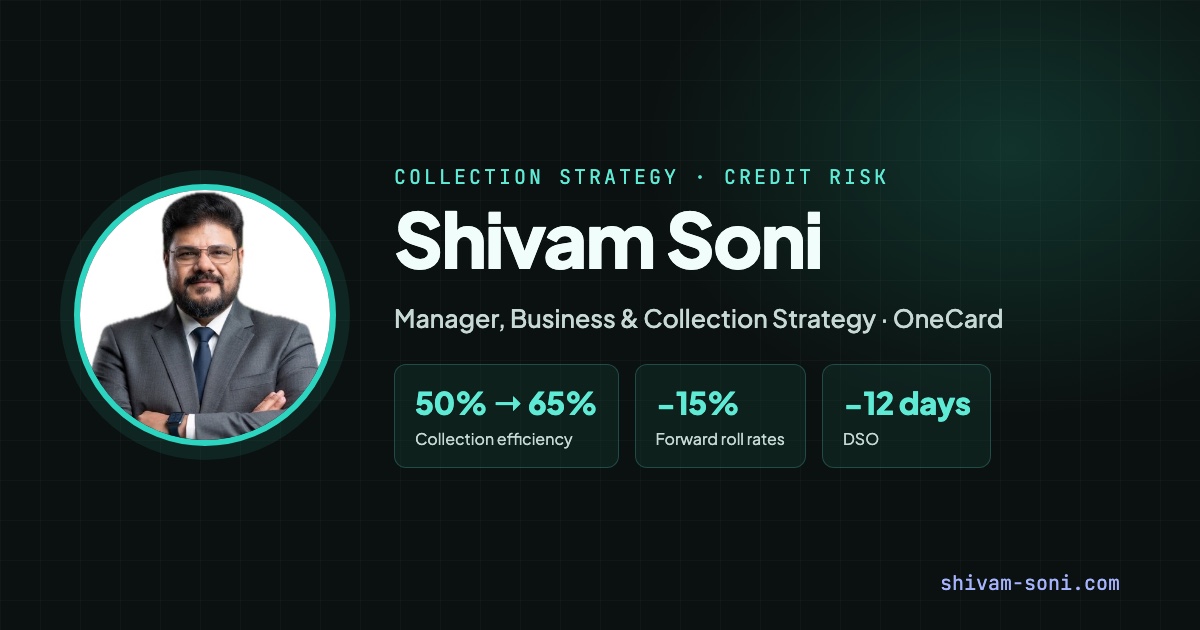 COLLECTION STRATEGY · CREDIT RISK
Shivam Soni
Manager, Business & Collection Strategy · OneCard
50% → 65%
Collection efficiency
−15%
Forward roll rates
−12 days
DSO
shivam-soni.com